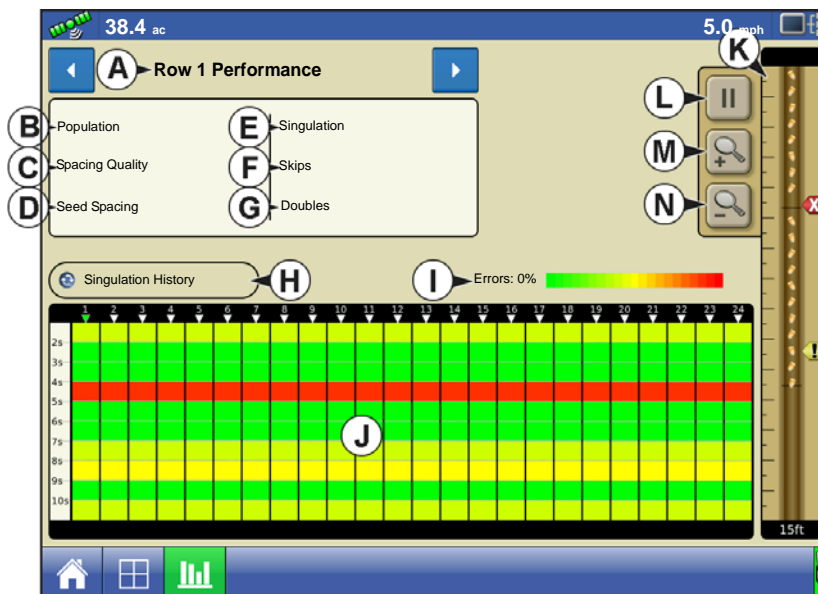 38.4 ac
5.0 mph
K
A Row 1 Performance
L
B Population
E Singulation
C Spacing Quality
F Skips
M
D Seed Spacing
G Doubles
N
X
Singulation History H
I Errors: 0%
1 2 3 4 5 6 7 8 9 10 11 12 13 14 15 16 17 18 19 20 21 22 23 24
2s
3s
!
4s
5s
6s
J
7s
8s
9s
10s
15ft